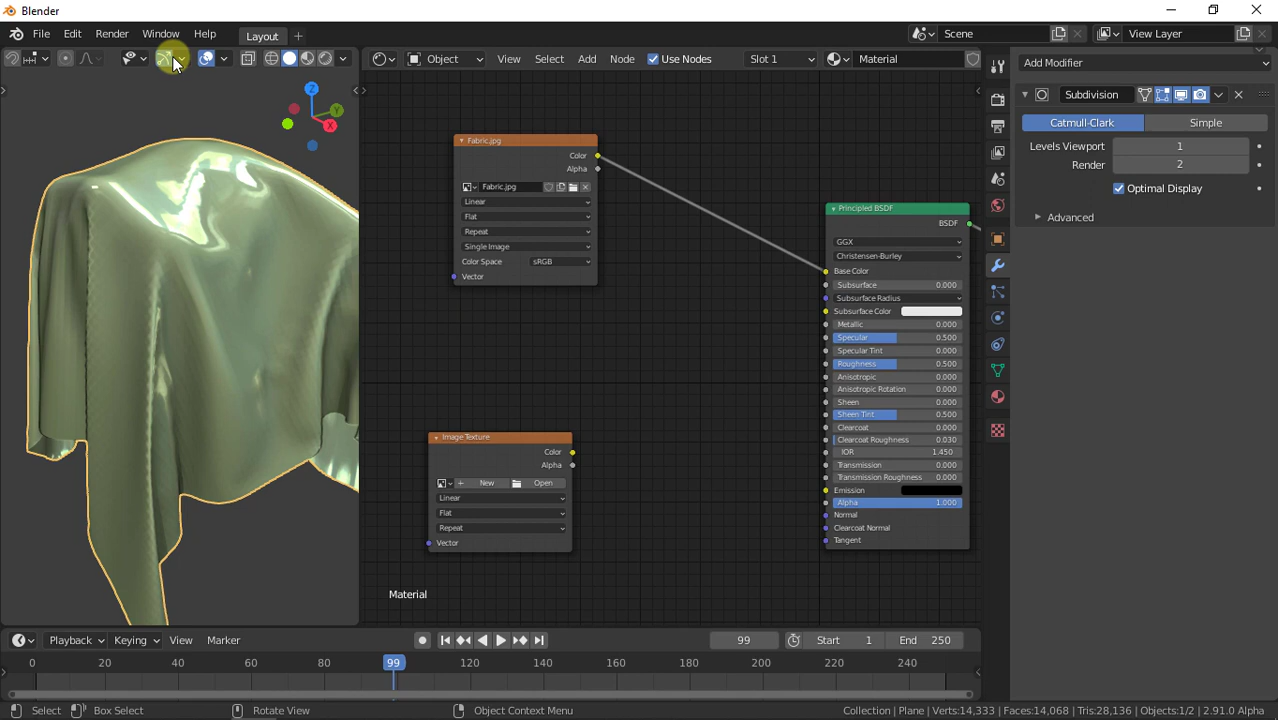 Blender
File Edit Render Window Help Layout + Scene View Layer
Object View Select Add Node Use Nodes Slot 1 Material
Add Modifier
Subdivision
Catmull-Clark Simple
Levels Viewport 1
Render 2
Optimal Display
Advanced
Z
Y
X
Fabric.jpg
Color
Alpha
Fabric.jpg
Linear
Flat
Repeat
Single Image
Color Space sRGB
Vector
Image Texture
Color
Alpha
+ New Open
Linear
Flat
Repeat
Vector
Principled BSDF
BSDF
GGX
Christensen-Burley
Base Color
Subsurface 0.000
Subsurface Radius
Subsurface Color
Metallic 0.000
Specular 0.500
Specular Tint 0.000
Roughness 0.500
Anisotropic 0.000
Anisotropic Rotation 0.000
Sheen 0.000
Sheen Tint 0.500
Clearcoat 0.000
Clearcoat Roughness 0.030
IOR 1.450
Transmission 0.000
Transmission Roughness 0.000
Emission
Alpha 1.000
Normal
Clearcoat Normal
Tangent
Material
Playback Keying View Marker 99 Start 1 End 250
0 20 40 60 80 99 120 140 160 180 200 220 240
Select Box Select Rotate View Object Context Menu Collection | Plane | Verts:14,333 | Faces:14,068 | Tris:28,136 | Objects:1/2 | 2.91.0 Alpha